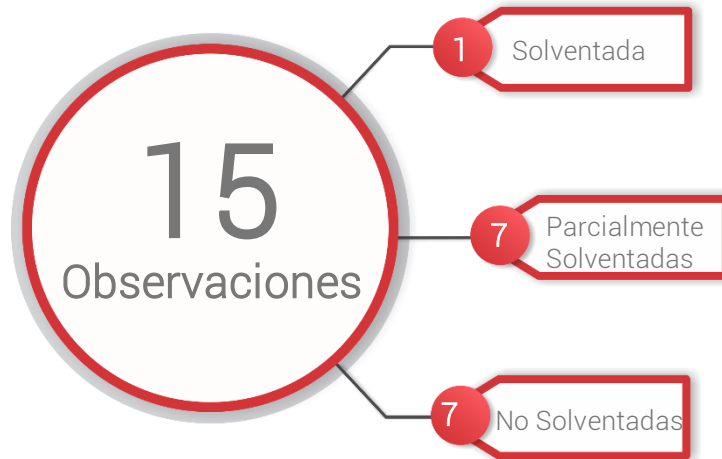 15
Observaciones
1
Solventada
7
Parcialmente
Solventadas
7
No Solventadas